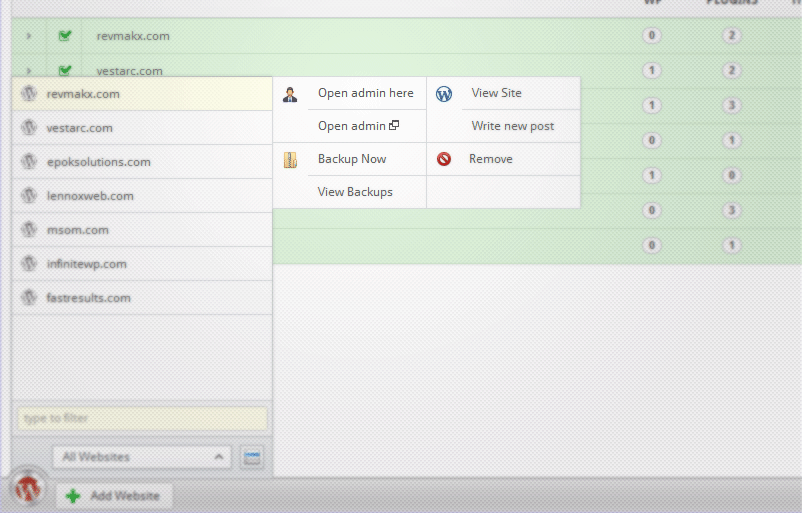 WP PLUGINS
revmakx.com 0 2
vestarc.com 1 2
revmakx.com
vestarc.com
epoksolutions.com
lennoxweb.com
msom.com
infinitewp.com
fastresults.com
Open admin here View Site
Open admin Write new post
Backup Now Remove
View Backups
1 3
0 1
1 0
0 3
0 1
type to filter
All Websites
Add Website